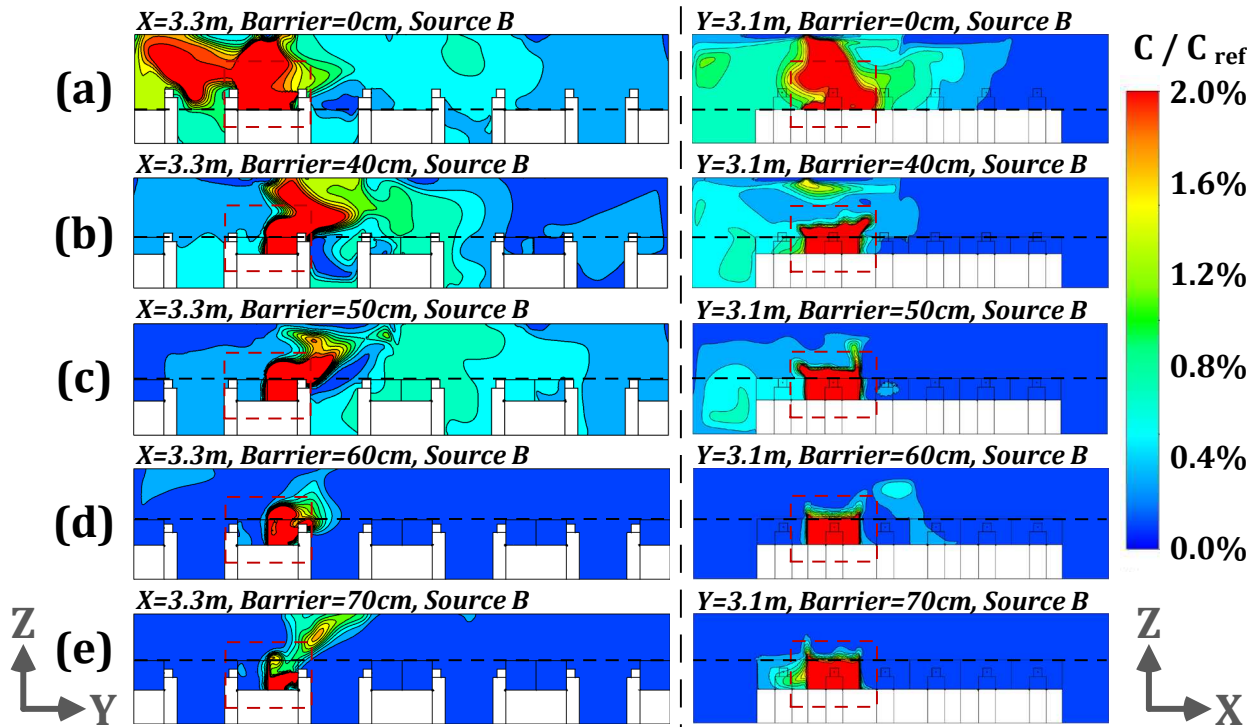 X=3.3m, Barrier=0cm, Source B
Y=3.1m, Barrier=0cm, Source B
C / C ref
(a)
2.0%
X=3.3m, Barrier=40cm, Source B
Y=3.1m, Barrier=40cm, Source B
1.6%
(b)
1.2%
X=3.3m, Barrier=50cm, Source B
Y=3.1m, Barrier=50cm, Source B
0.8%
(c)
X=3.3m, Barrier=60cm, Source B
Y=3.1m, Barrier=60cm, Source B
0.4%
(d)
0.0%
X=3.3m, Barrier=70cm, Source B
Y=3.1m, Barrier=70cm, Source B
(e)
Z
Y
Z
X